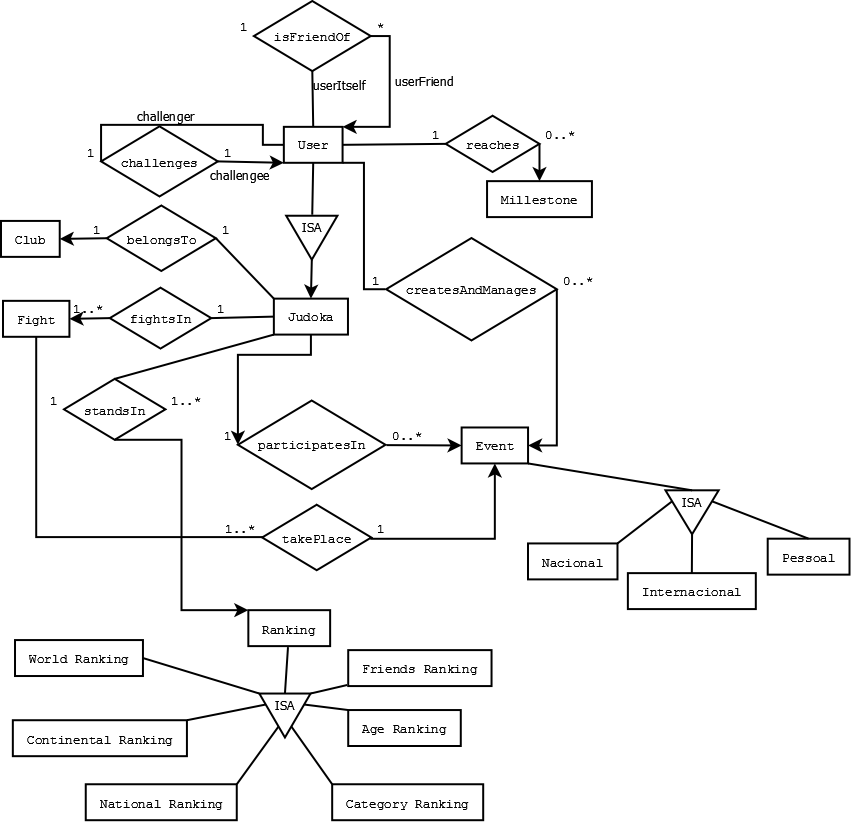 1
isFriendOf
*
userItself
userFriend
challenger
User
1
reaches
0..*
1
challenges
1
challengee
Millestone
ISA
Club
1
belongsTo
1
1
createsAndManages
0..*
Fight
1..*
fightsIn
1
Judoka
1
standsIn
1..*
1
participatesIn
0..*
Event
ISA
1..*
takePlace
1
Nacional
Pessoal
Internacional
Ranking
World Ranking
Friends Ranking
ISA
Continental Ranking
Age Ranking
National Ranking
Category Ranking